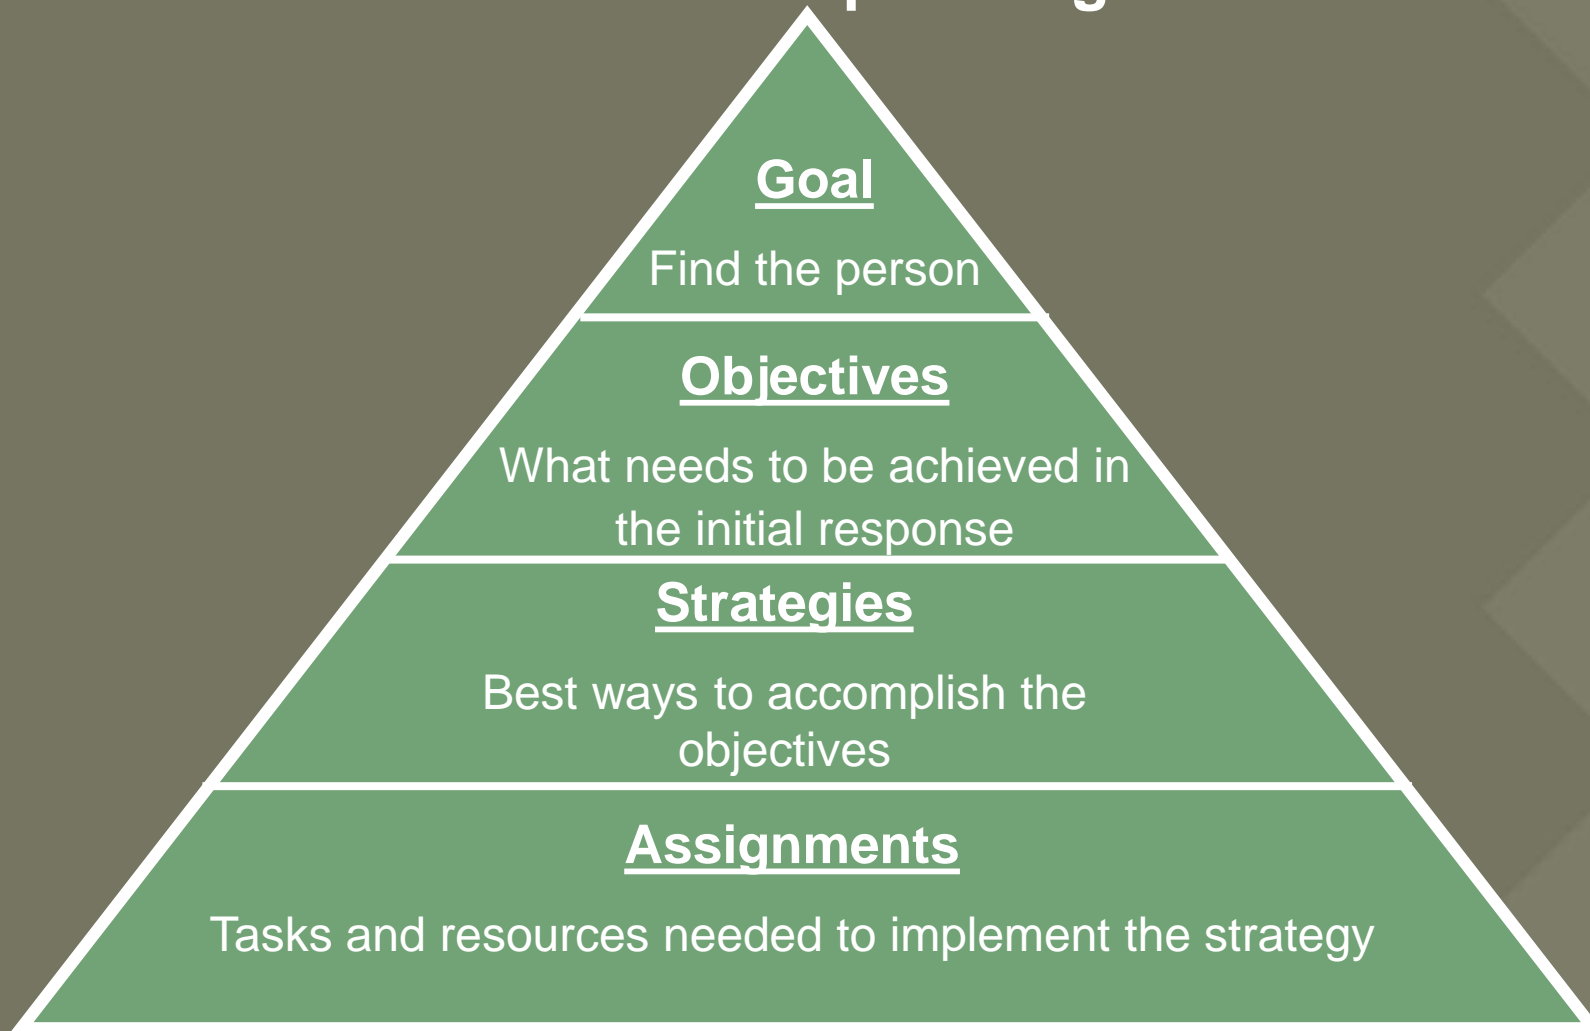 Goal
Find the person
Objectives
What needs to be achieved in
the initial response
Strategies
Best ways to accomplish the
objectives
Assignments
Tasks and resources needed to implement the strategy